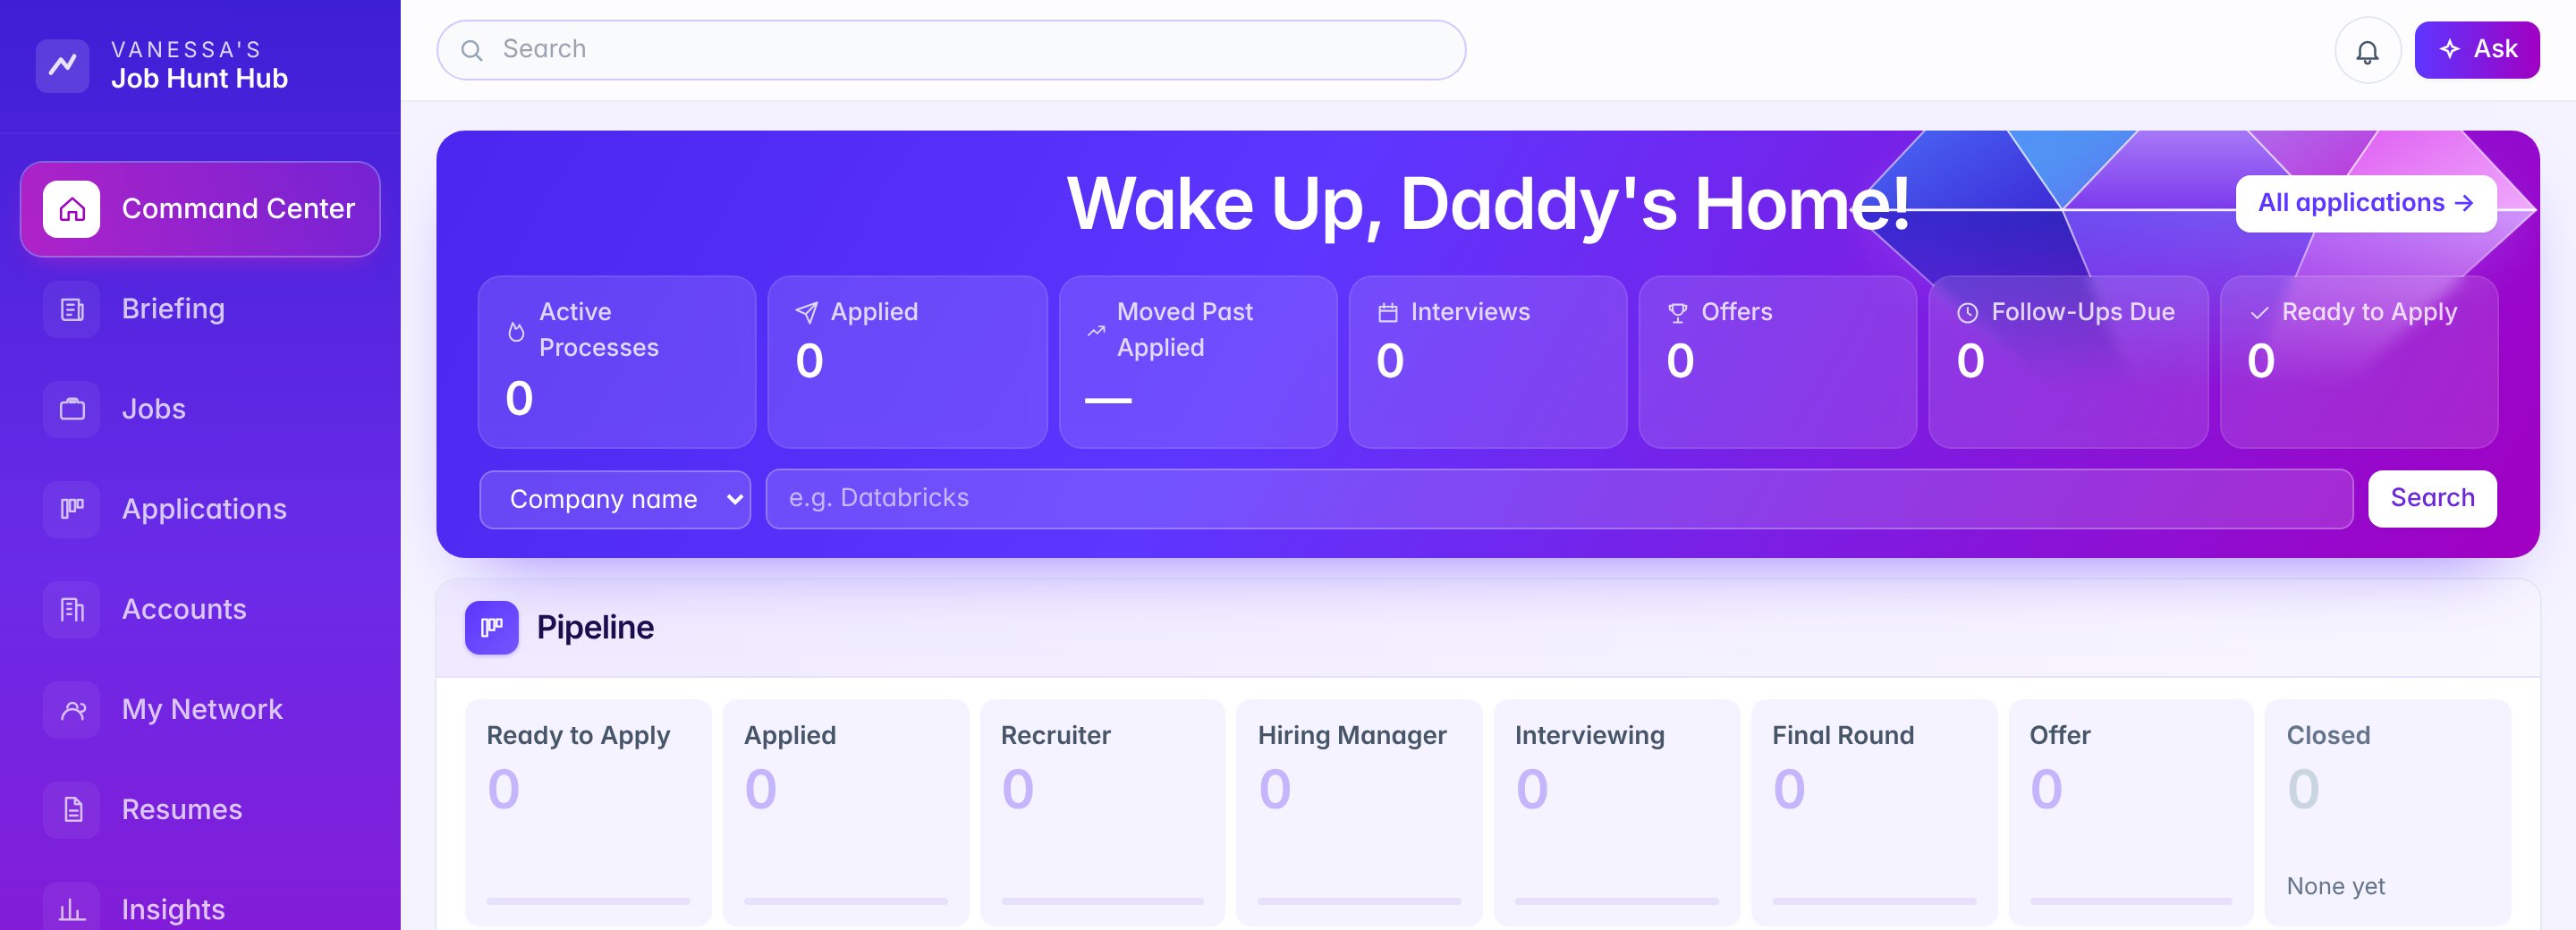 VANESSA'S
Job Hunt Hub
Command Center
Briefing
Jobs
Applications
Accounts
My Network
Resumes
Insights
Search
Ask
Wake Up, Daddy's Home!
All applications →
Active
Processes
0
Applied
0
Moved Past
Applied
—
Interviews
0
Offers
0
Follow-Ups Due
0
Ready to Apply
0
Company name
e.g. Databricks
Search
Pipeline
Ready to Apply
0
Applied
0
Recruiter
0
Hiring Manager
0
Interviewing
0
Final Round
0
Offer
0
Closed
0
None yet